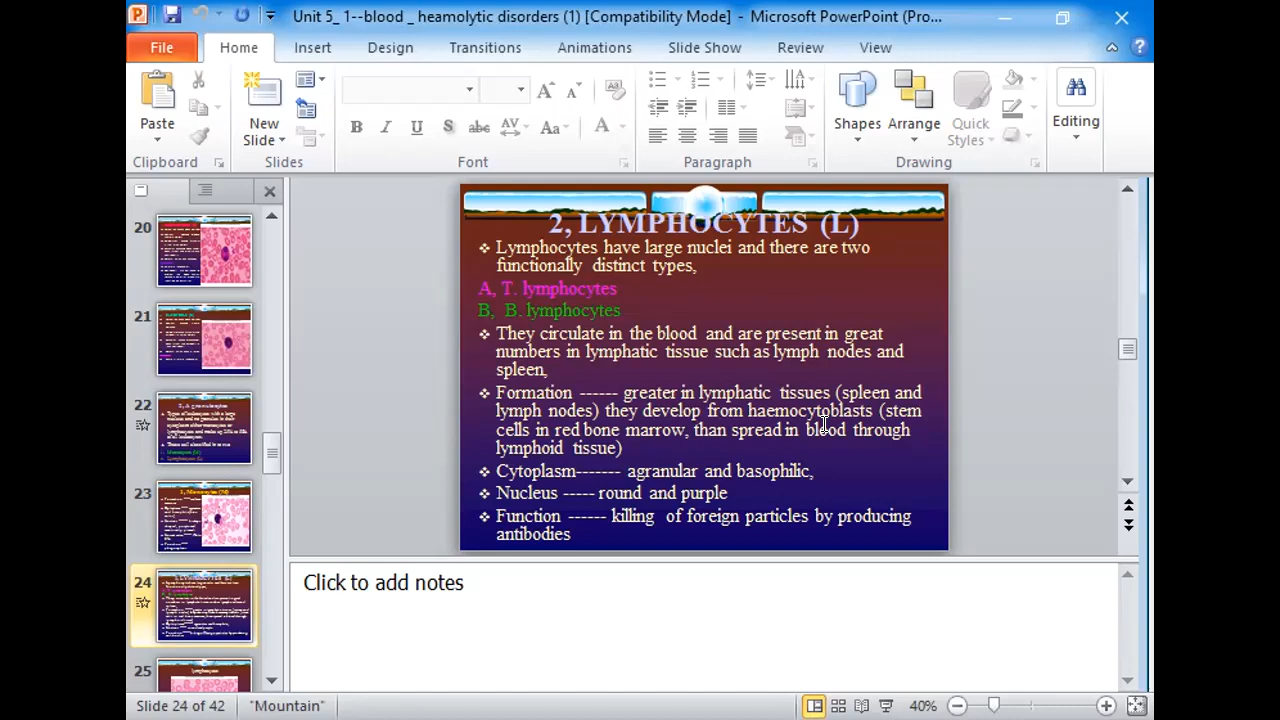 Unit 5_ 1--blood _ heamolytic disorders (1) [Compatibility Mode] - Microsoft PowerPoint (Pro...
File Home Insert Design Transitions Animations Slide Show Review View
Paste New Slide Shapes Arrange Quick Styles Editing
B I U S abc AV Aa A
Clipboard Slides Font Paragraph Drawing
20
21
22
23
24
25
2, LYMPHOCYTES (L)
❖ Lymphocytes have large nuclei and there are two
functionally distinct types,
A, T. lymphocytes
B, B. lymphocytes
❖ They circulate in the blood and are present in great
numbers in lymphatic tissue such as lymph nodes and
spleen,
❖ Formation ------ greater in lymphatic tissues (spleen and
lymph nodes) they develop from haemocytoblasts (stem
cells in red bone marrow, than spread in blood through
lymphoid tissue)
❖ Cytoplasm------- agranular and basophilic,
❖ Nucleus ----- round and purple
❖ Function ------ killing of foreign particles by producing
antibodies
Click to add notes
Slide 24 of 42 "Mountain" 40%